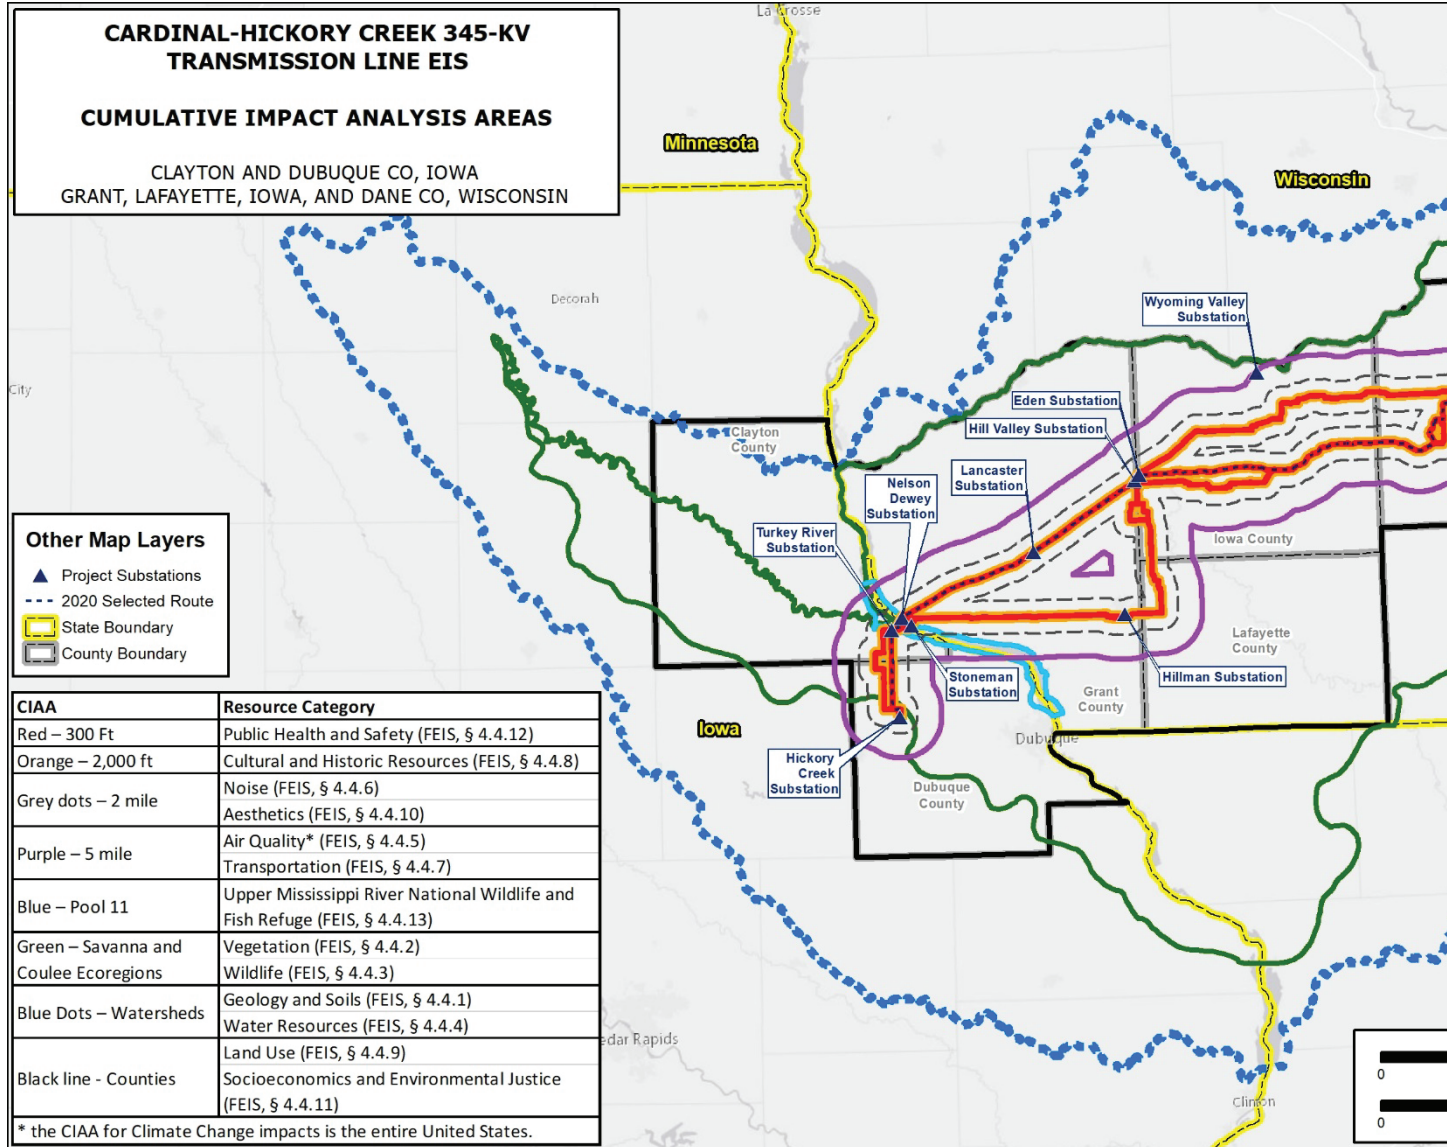 La Crosse
CARDINAL-HICKORY CREEK 345-KV
TRANSMISSION LINE EIS
CUMULATIVE IMPACT ANALYSIS AREAS
CLAYTON AND DUBUQUE CO, IOWA
GRANT, LAFAYETTE, IOWA, AND DANE CO, WISCONSIN
Minnesota
Wisconsin
Decorah
City
Wyoming Valley
Substation
Eden Substation
Hill Valley Substation
Clayton
County
Lancaster
Substation
Nelson
Dewey
Substation
Turkey River
Substation
Iowa County
Other Map Layers
Project Substations
2020 Selected Route
State Boundary
County Boundary
Lafayette
County
Stoneman
Substation
Hillman Substation
Grant
County
Iowa
Dubuque
Hickory
Creek
Substation
Dubuque
County
CIAA
Resource Category
Red – 300 Ft
Public Health and Safety (FEIS, § 4.4.12)
Orange – 2,000 ft
Cultural and Historic Resources (FEIS, § 4.4.8)
Grey dots – 2 mile
Noise (FEIS, § 4.4.6)
Aesthetics (FEIS, § 4.4.10)
Purple – 5 mile
Air Quality* (FEIS, § 4.4.5)
Transportation (FEIS, § 4.4.7)
Blue – Pool 11
Upper Mississippi River National Wildlife and
Fish Refuge (FEIS, § 4.4.13)
Green – Savanna and
Coulee Ecoregions
Vegetation (FEIS, § 4.4.2)
Wildlife (FEIS, § 4.4.3)
Blue Dots – Watersheds
Geology and Soils (FEIS, § 4.4.1)
Water Resources (FEIS, § 4.4.4)
Black line - Counties
Land Use (FEIS, § 4.4.9)
Socioeconomics and Environmental Justice
(FEIS, § 4.4.11)
* the CIAA for Climate Change impacts is the entire United States.
edar Rapids
Clinton
0
0